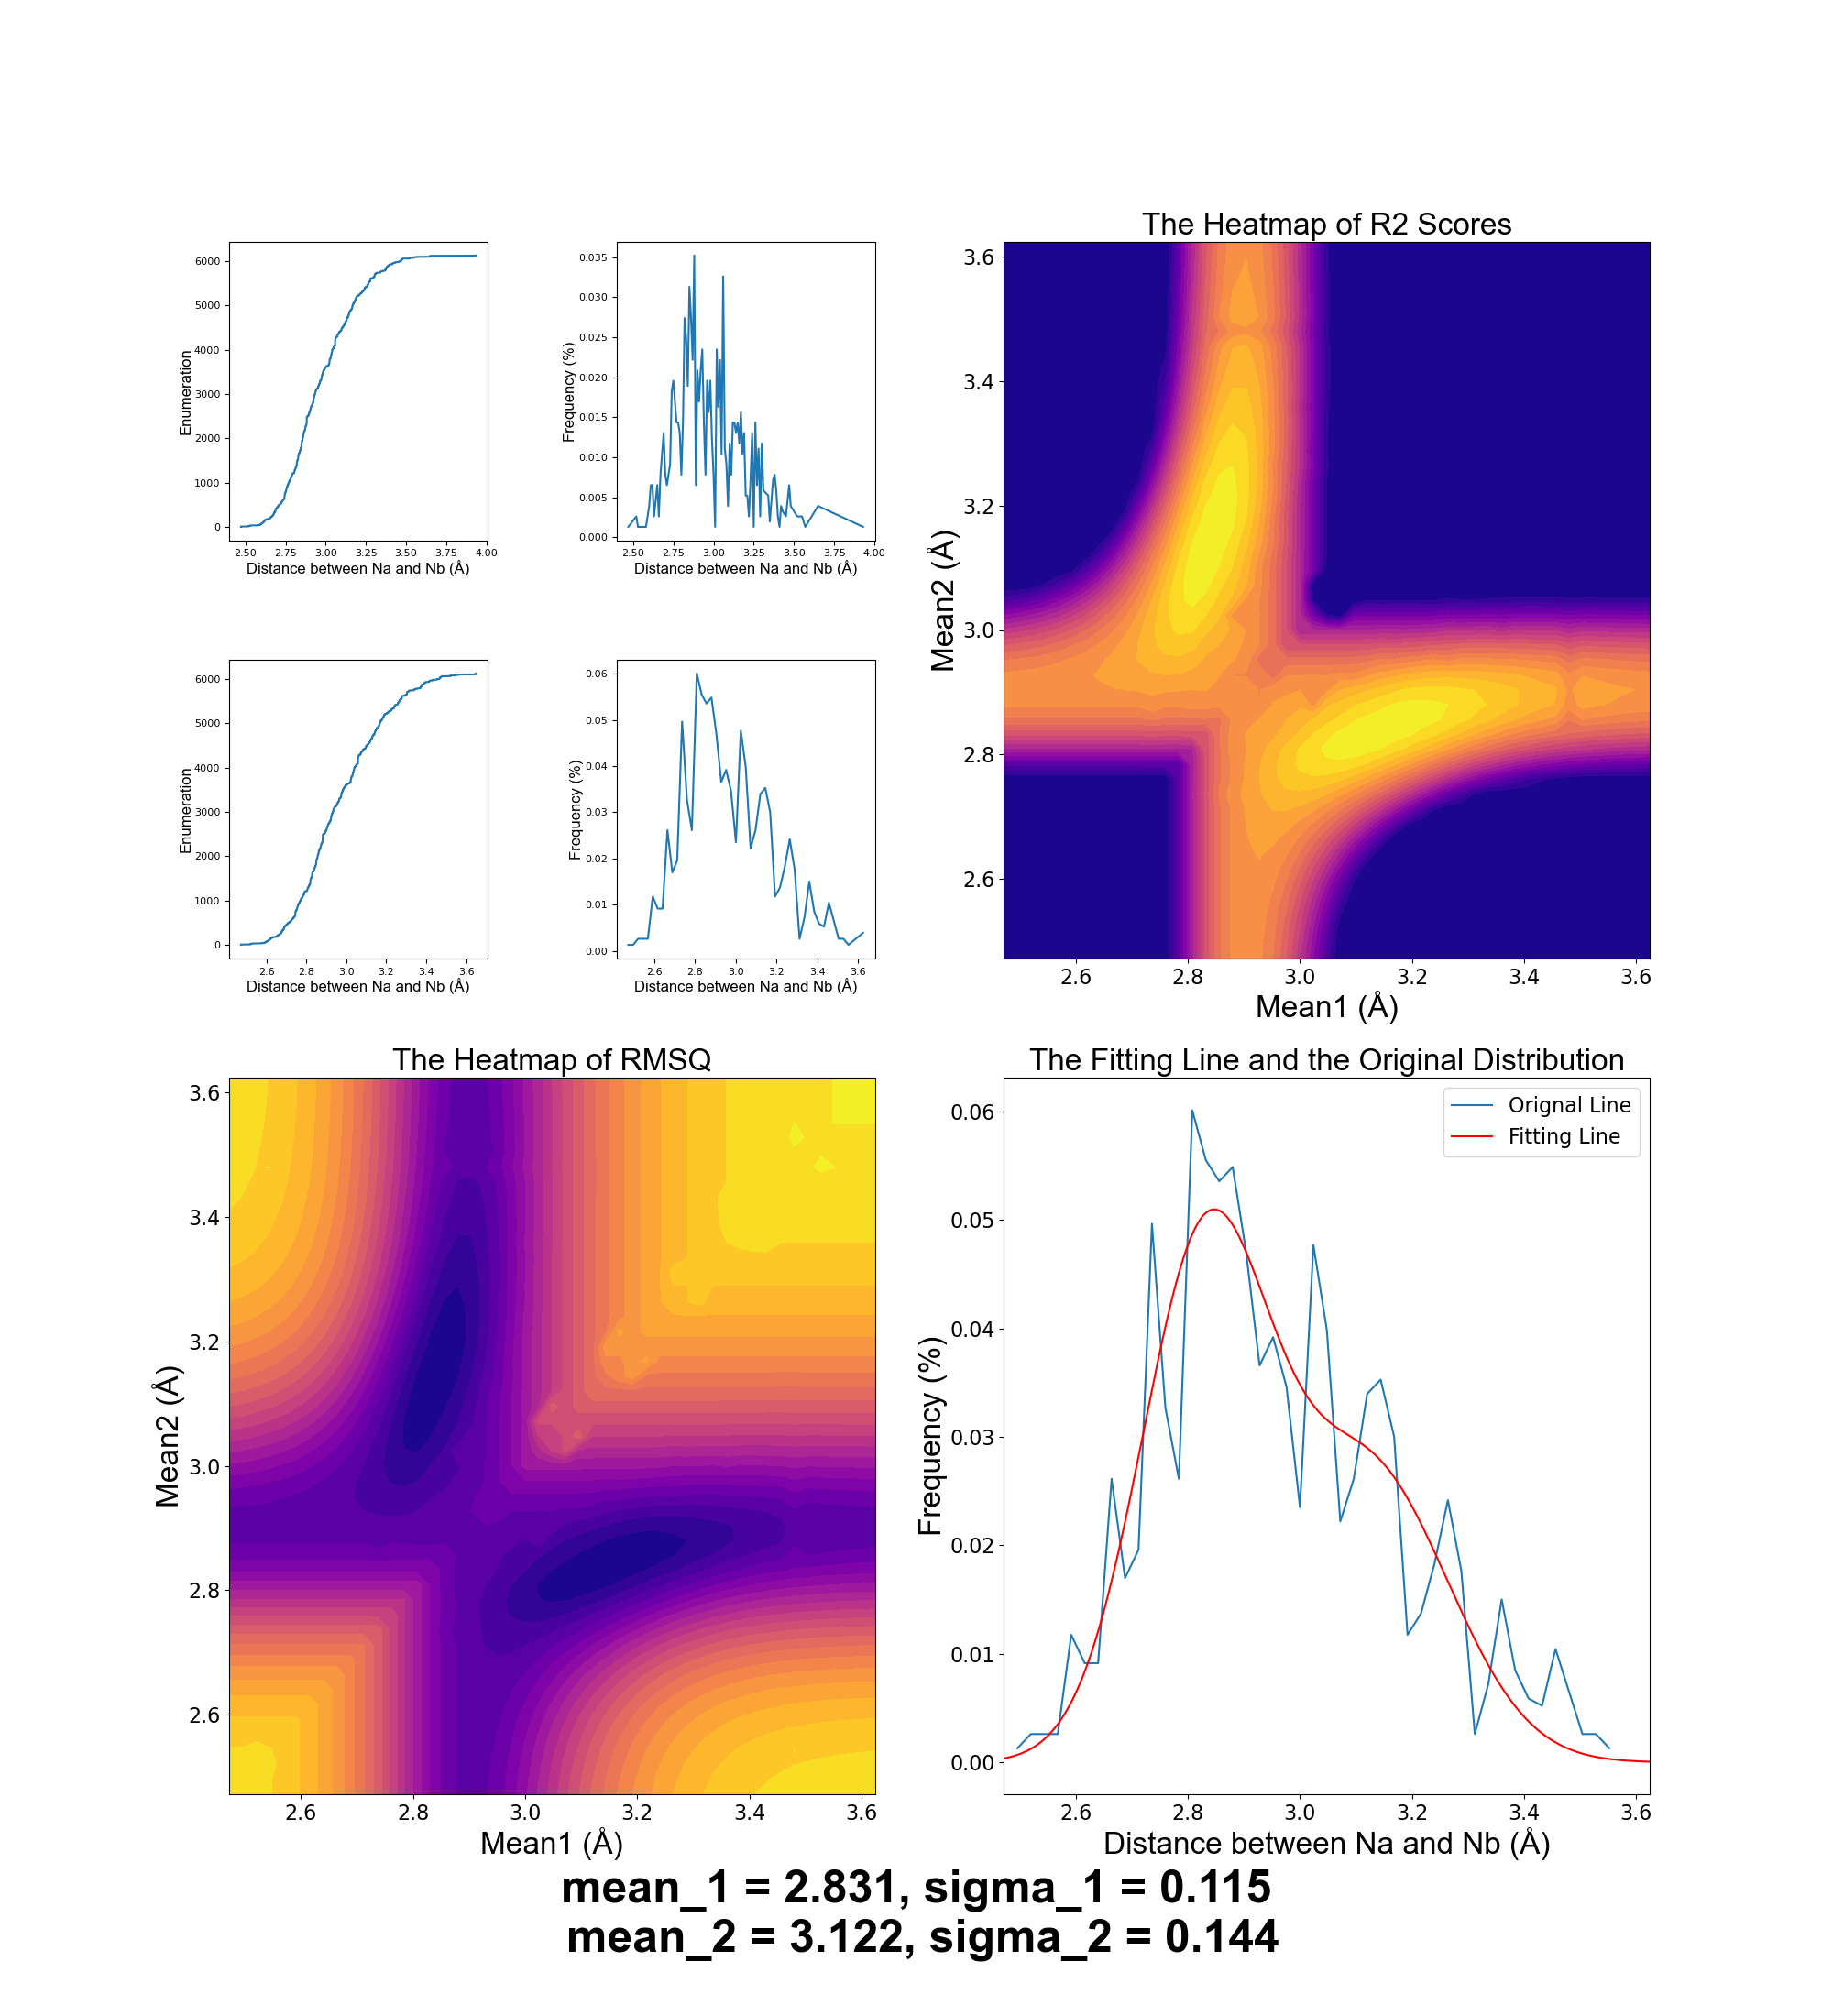 The Heatmap of R2 Scores
6000
5000
4000
3000
2000
1000
0
Enumeration
2.50 2.75 3.00 3.25 3.50 3.75 4.00
Distance between Na and Nb (Å)
0.035
0.030
0.025
0.020
0.015
0.010
0.005
0.000
Frequency (%)
2.50 2.75 3.00 3.25 3.50 3.75 4.00
Distance between Na and Nb (Å)
3.6
3.4
3.2
3.0
2.8
2.6
Mean2 (Å)
2.6 2.8 3.0 3.2 3.4 3.6
Mean1 (Å)
6000
5000
4000
3000
2000
1000
0
Enumeration
2.6 2.8 3.0 3.2 3.4 3.6
Distance between Na and Nb (Å)
0.06
0.05
0.04
0.03
0.02
0.01
0.00
Frequency (%)
2.6 2.8 3.0 3.2 3.4 3.6
Distance between Na and Nb (Å)
The Heatmap of RMSQ
3.6
3.4
3.2
3.0
2.8
2.6
Mean2 (Å)
2.6 2.8 3.0 3.2 3.4 3.6
Mean1 (Å)
The Fitting Line and the Original Distribution
Orignal Line
Fitting Line
0.06
0.05
0.04
0.03
0.02
0.01
0.00
Frequency (%)
2.6 2.8 3.0 3.2 3.4 3.6
Distance between Na and Nb (Å)
mean_1 = 2.831, sigma_1 = 0.115
mean_2 = 3.122, sigma_2 = 0.144